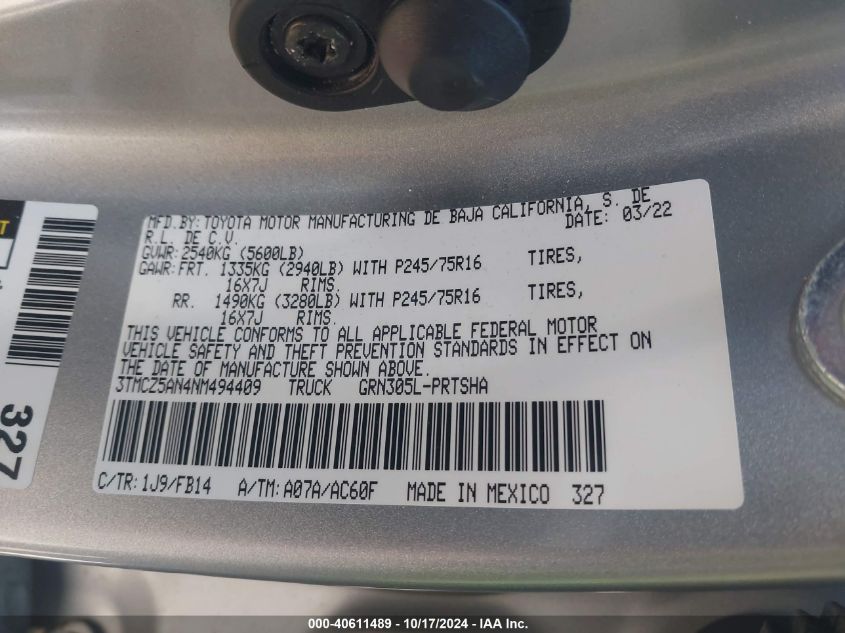 MFD.BY:TOYOTA MOTOR MANUFACTURING DE BAJA CALIFORNIA, S. DE
R.L. DE C.V. DATE: 03/22
GVWR:2540KG (5600LB)
GAWR:FRT. 1335KG (2940LB) WITH P245/75R16 TIRES,
16X7J RIMS.
RR. 1490KG (3280LB) WITH P245/75R16 TIRES,
16X7J RIMS.
THIS VEHICLE CONFORMS TO ALL APPLICABLE FEDERAL MOTOR
VEHICLE SAFETY AND THEFT PREVENTION STANDARDS IN EFFECT ON
THE DATE OF MANUFACTURE SHOWN ABOVE.
3TMCZ5AN4NM494409 TRUCK GRN305L-PRTSHA
C/TR:1J9/FB14 A/TM:A07A/AC60F MADE IN MEXICO 327
327
000-40611489 - 10/17/2024 - IAA, Inc.